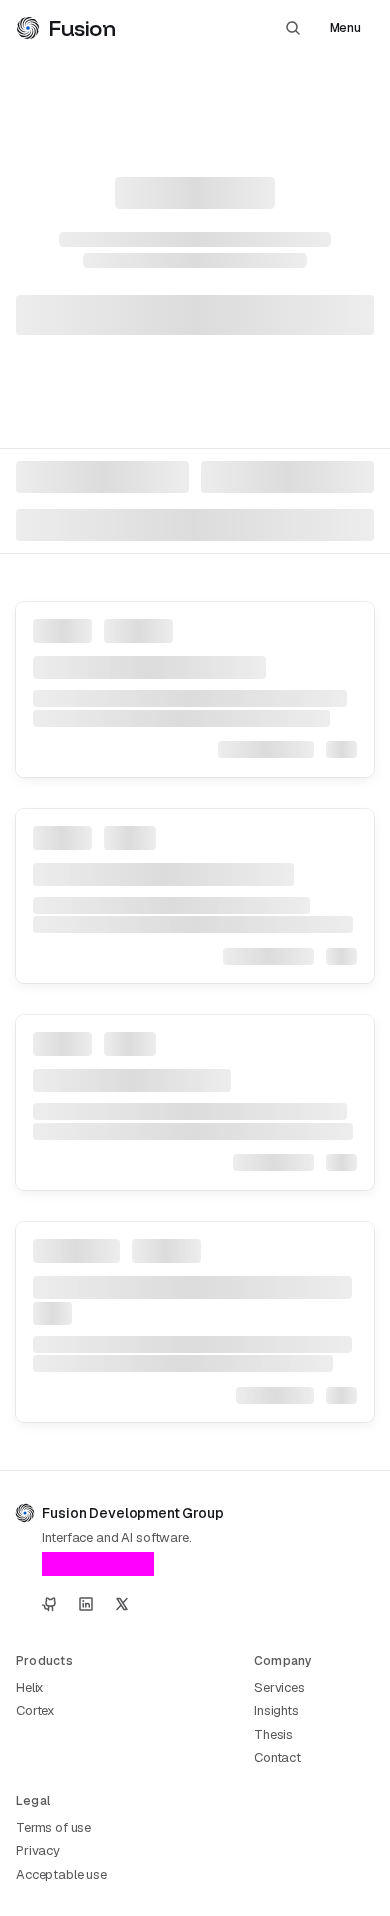 Fusion
Menu
Fusion Development Group
Interface and AI software.
Products
Helix
Cortex
Company
Services
Insights
Thesis
Contact
Legal
Terms of use
Privacy
Acceptable use